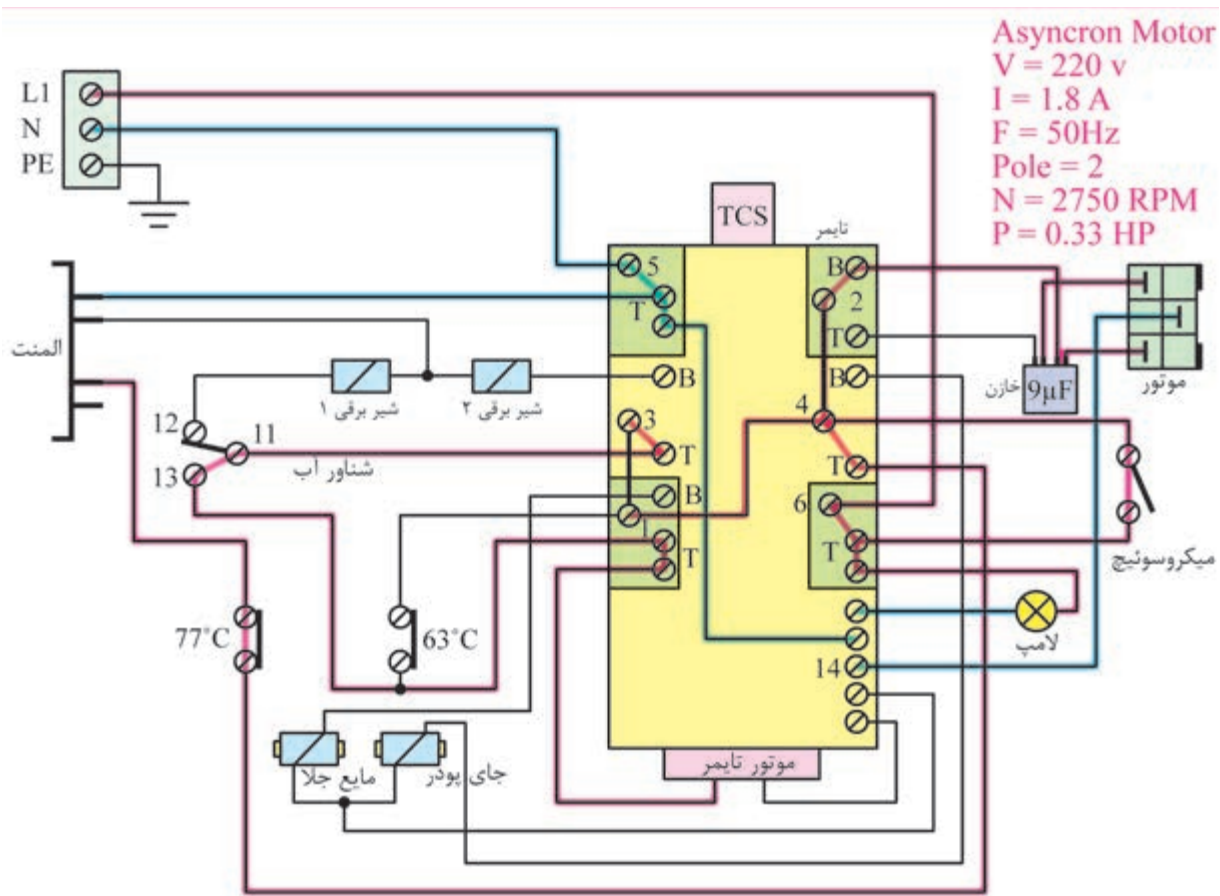 Asyncron Motor
V = 220 v
I = 1.8 A
F = 50Hz
Pole = 2
N = 2750 RPM
P = 0.33 HP
L1
N
PE
TCS
تایمر
5
T
B
2
T
B
المنت
شیر برقی ۱
شیر برقی ۲
B
خازن
9µF
موتور
12
11
13
شناور آب
3
T
4
T
B
1
T
6
T
میکروسوئیچ
77°C
63°C
لامپ
14
مایع جلا
جای پودر
موتور تایمر